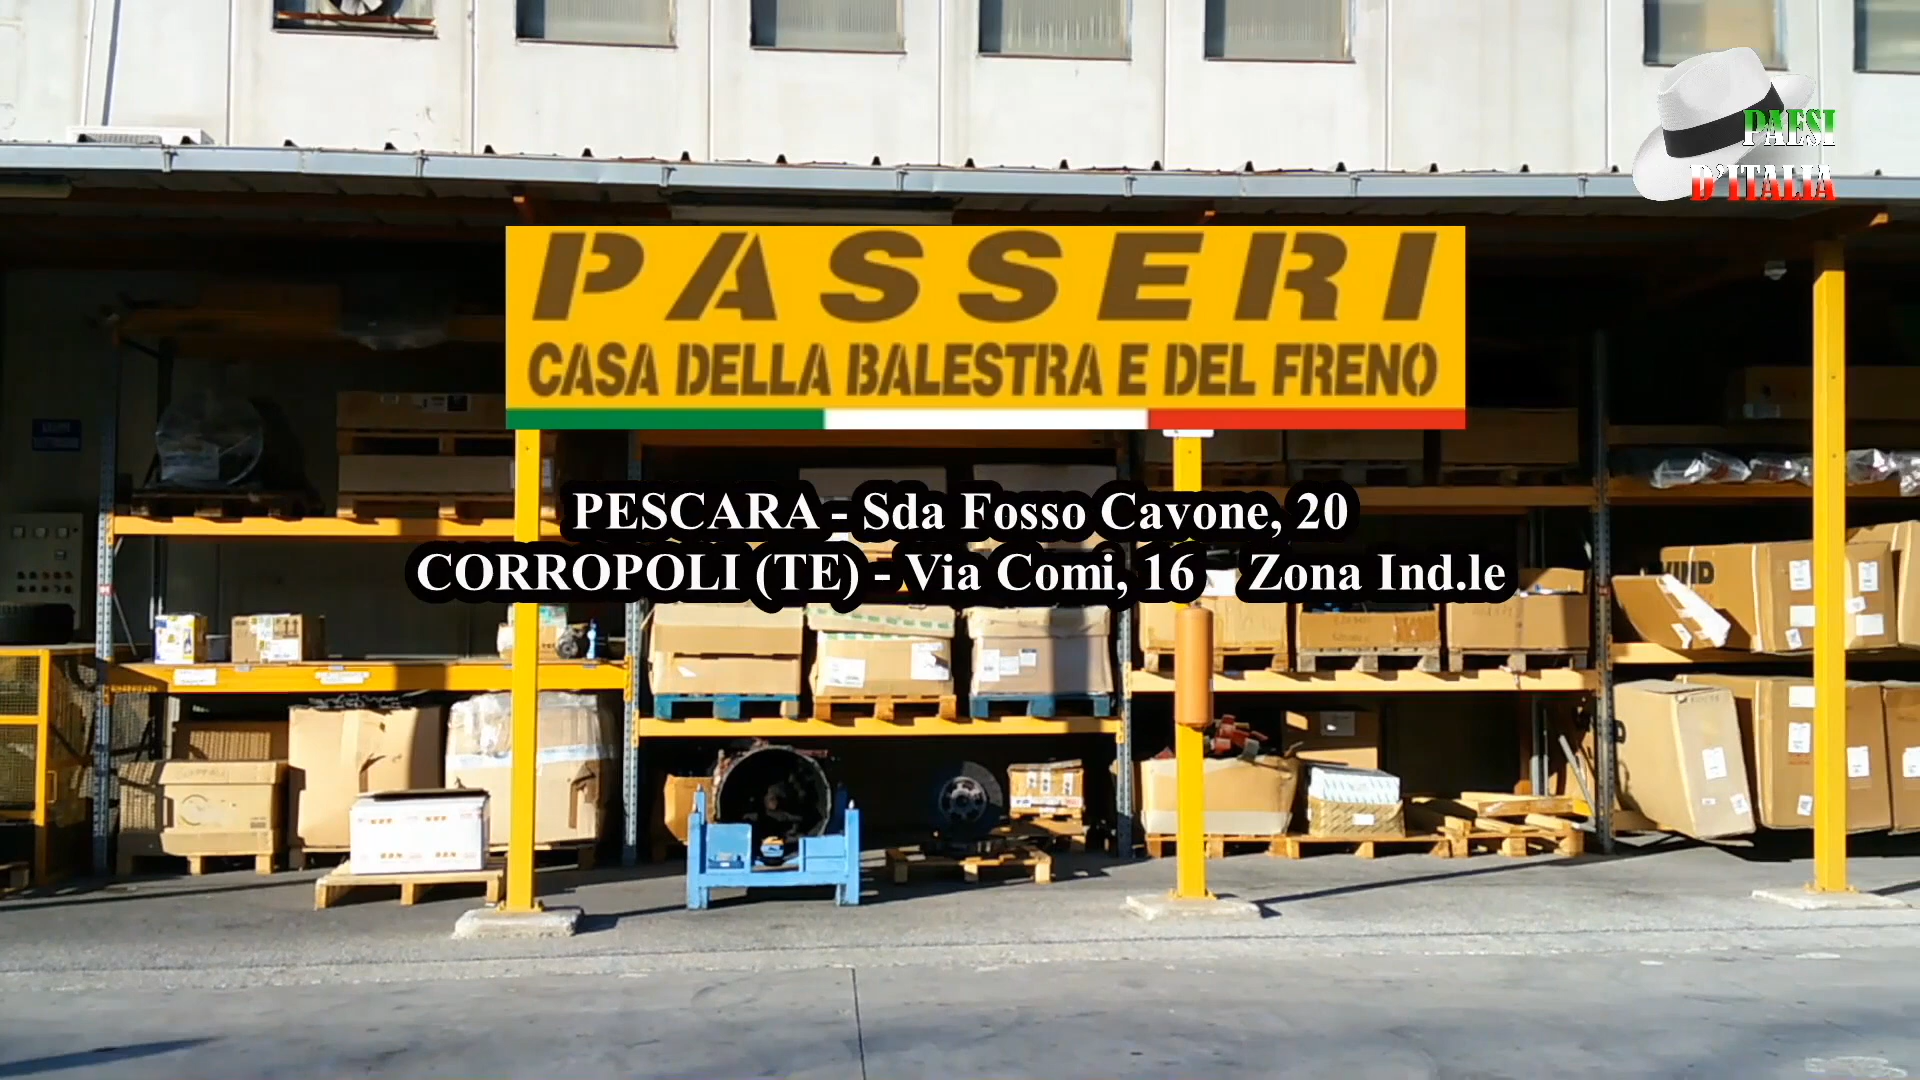 PAESI
D'ITALIA
PASSERI
CASA DELLA BALESTRA E DEL FRENO
PESCARA - Sda Fosso Cavone, 20
CORROPOLI (TE) - Via Comi, 16 Zona Ind.le